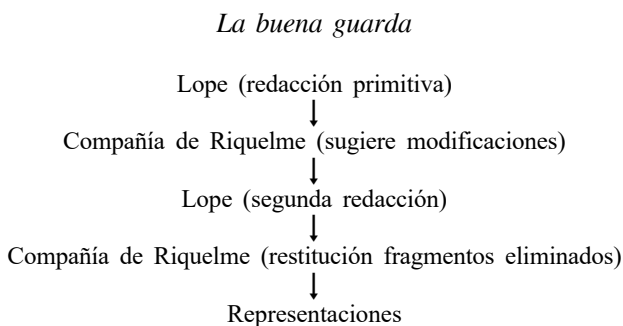 La buena guarda
Lope (redacción primitiva)
Compañía de Riquelme (sugiere modificaciones)
Lope (segunda redacción)
Compañía de Riquelme (restitución fragmentos eliminados)
Representaciones